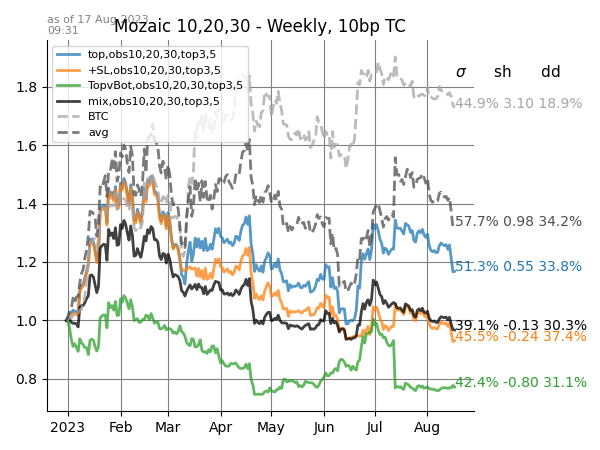 as of 17 Aug 2023
09:31
Mozaic 10,20,30 - Weekly, 10bp TC
top,obs10,20,30,top3,5
+SL,obs10,20,30,top3,5
TopvBot,obs10,20,30,top3,5
mix,obs10,20,30,top3,5
BTC
avg
σ sh dd
44.9% 3.10 18.9%
57.7% 0.98 34.2%
51.3% 0.55 33.8%
39.1% -0.13 30.3%
45.5% -0.24 37.4%
42.4% -0.80 31.1%
1.8
1.6
1.4
1.2
1.0
0.8
2023 Feb Mar Apr May Jun Jul Aug